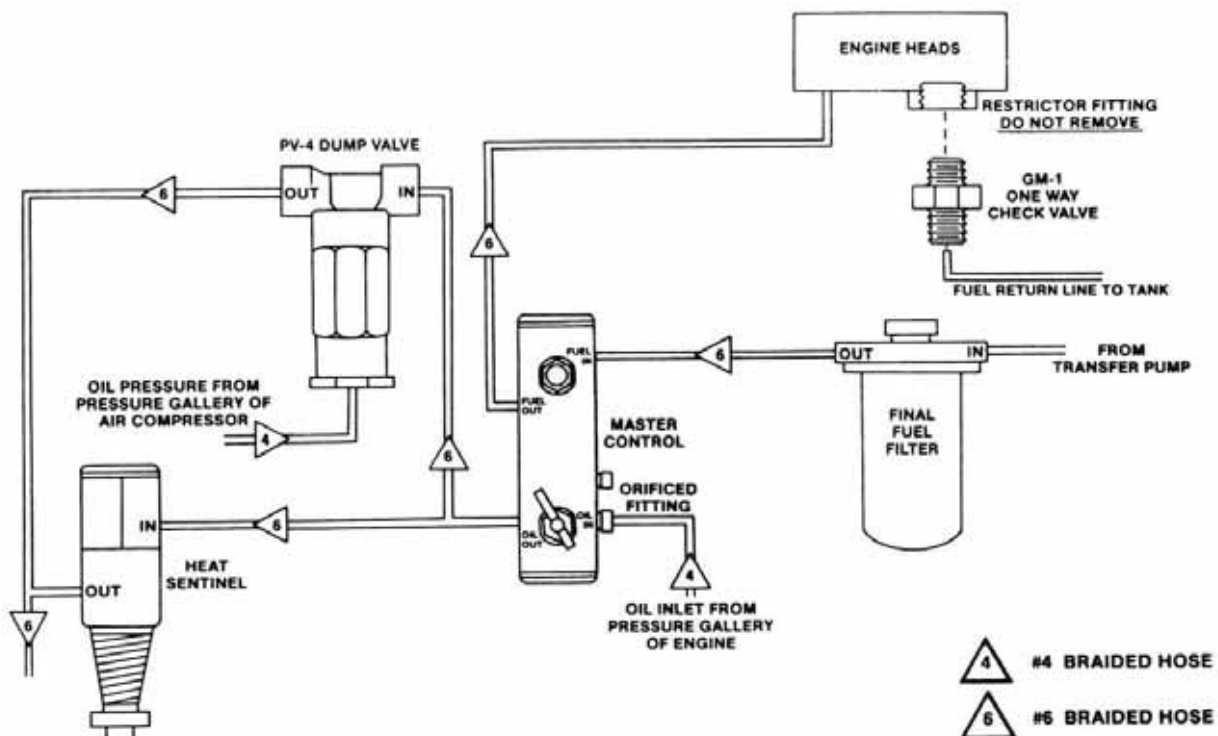 ENGINE HEADS
RESTRICTOR FITTING
DO NOT REMOVE
PV-4 DUMP VALVE
OUT
IN
6
GM-1
ONE WAY
CHECK VALVE
6
FUEL RETURN LINE TO TANK
FUEL
IN
6
OUT
IN
FROM
TRANSFER PUMP
OIL PRESSURE FROM
PRESSURE GALLERY OF
AIR COMPRESSOR
4
FUEL
OUT
MASTER
CONTROL
FINAL
FUEL
FILTER
6
ORIFICED
FITTING
IN
6
OIL
IN
OIL
OUT
HEAT
SENTINEL
OUT
4
6
OIL INLET FROM
PRESSURE GALLERY
OF ENGINE
4 #4 BRAIDED HOSE
6 #6 BRAIDED HOSE